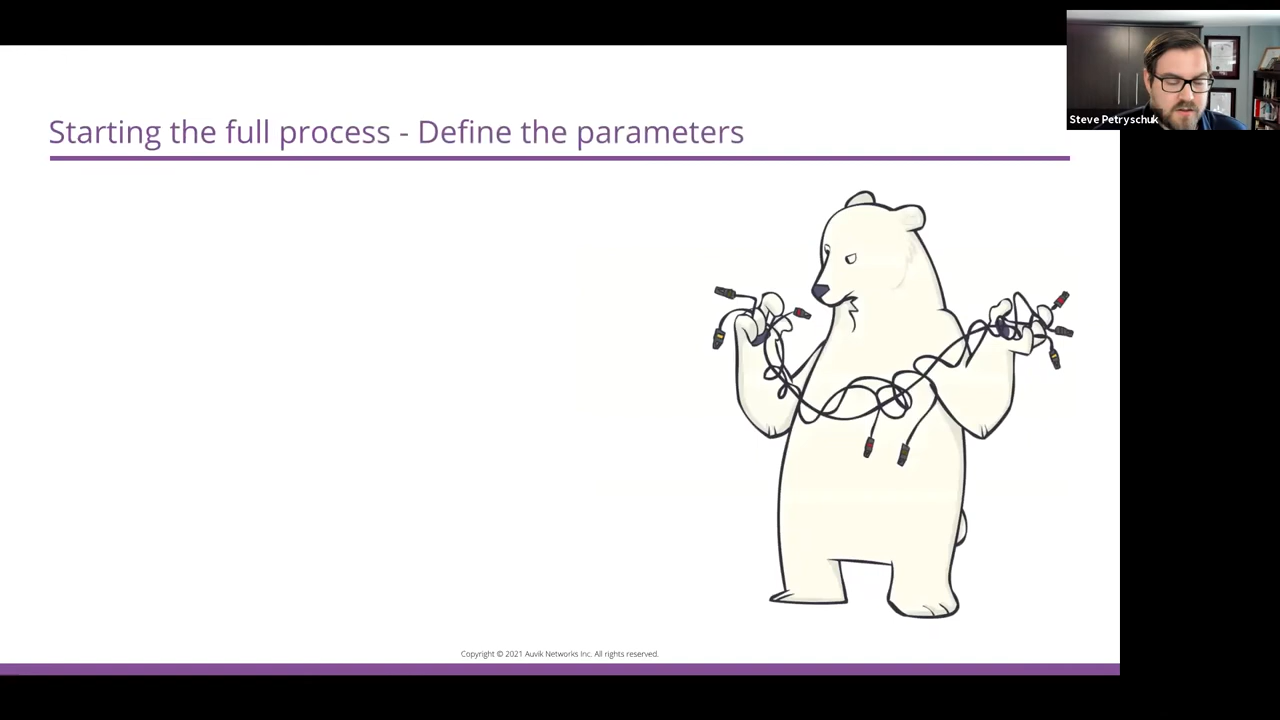 Starting the full process - Define the parameters
Steve Petryschuk
Copyright © 2021 Auvik Networks Inc. All rights reserved.